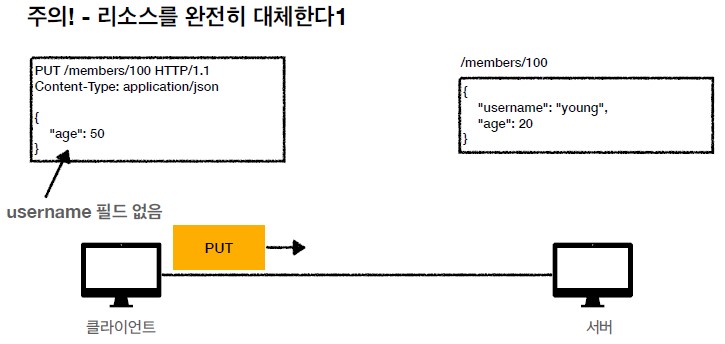 주의! - 리소스를 완전히 대체한다1
PUT /members/100 HTTP/1.1
Content-Type: application/json
{
"age": 50
}
username 필드 없음
/members/100
{
"username": "young",
"age": 20
}
PUT
클라이언트
서버